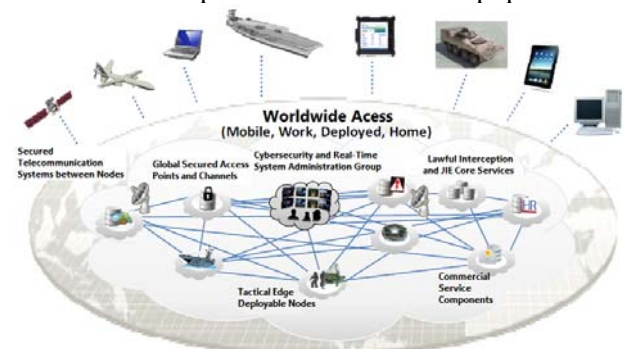 Worldwide Acess
(Mobile, Work, Deployed, Home)
Secured
Telecommunication
Systems between Nodes
Global Secured Access
Points and Channels
Cybersecurity and Real-Time
System Administration Group
Lawful Interception
and JIE Core Services
HR
Tactical Edge
Deployable Nodes
Commercial
Service
Components